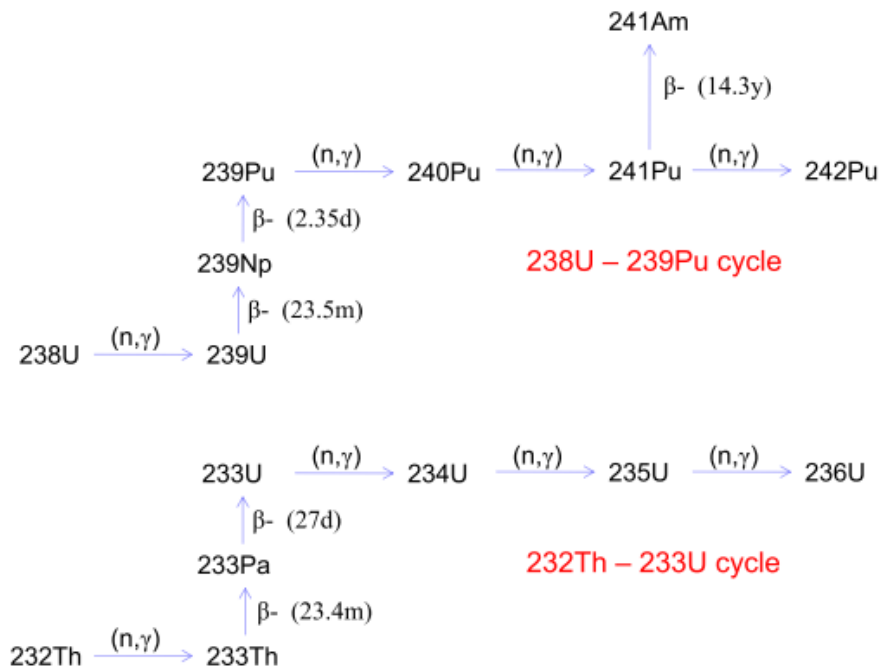 241Am
β- (14.3y)
239Pu (n,γ) 240Pu (n,γ) 241Pu (n,γ) 242Pu
β- (2.35d)
239Np 238U – 239Pu cycle
β- (23.5m)
238U (n,γ) 239U
233U (n,γ) 234U (n,γ) 235U (n,γ) 236U
β- (27d)
233Pa 232Th – 233U cycle
β- (23.4m)
232Th (n,γ) 233Th